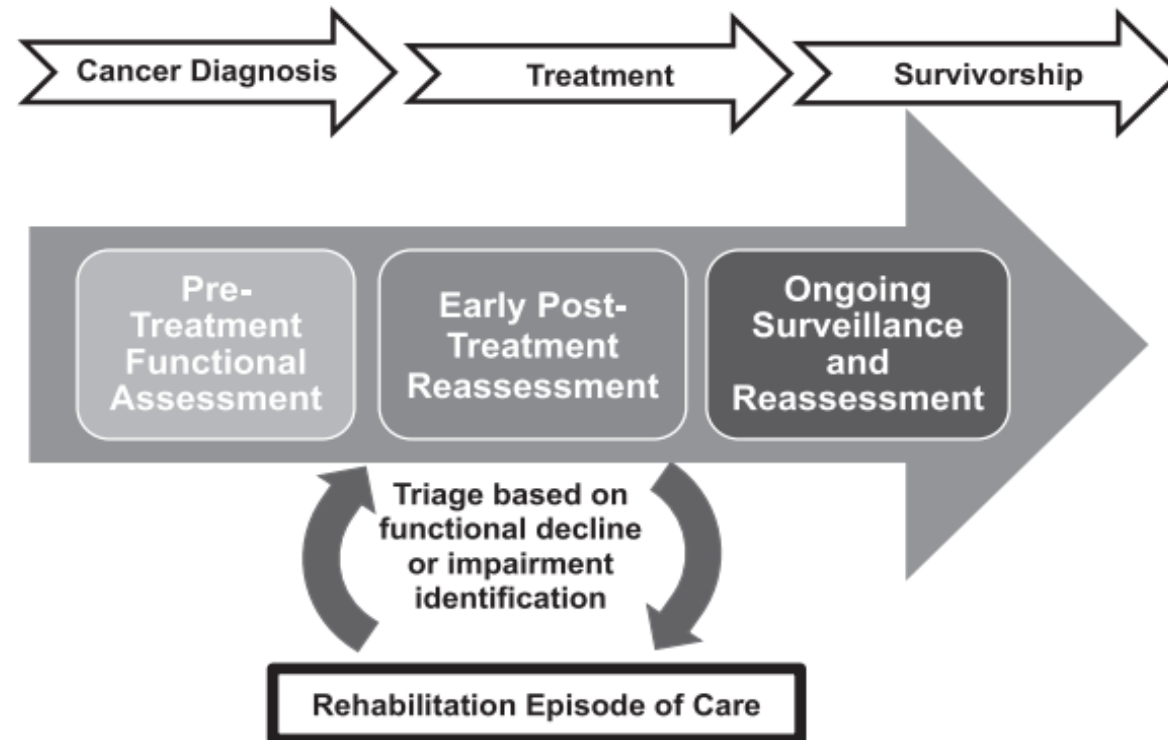 Cancer Diagnosis
Treatment
Survivorship
Pre-
Treatment
Functional
Assessment
Early Post-
Treatment
Reassessment
Ongoing
Surveillance
and
Reassessment
Triage based on
functional decline
or impairment
identification
Rehabilitation Episode of Care